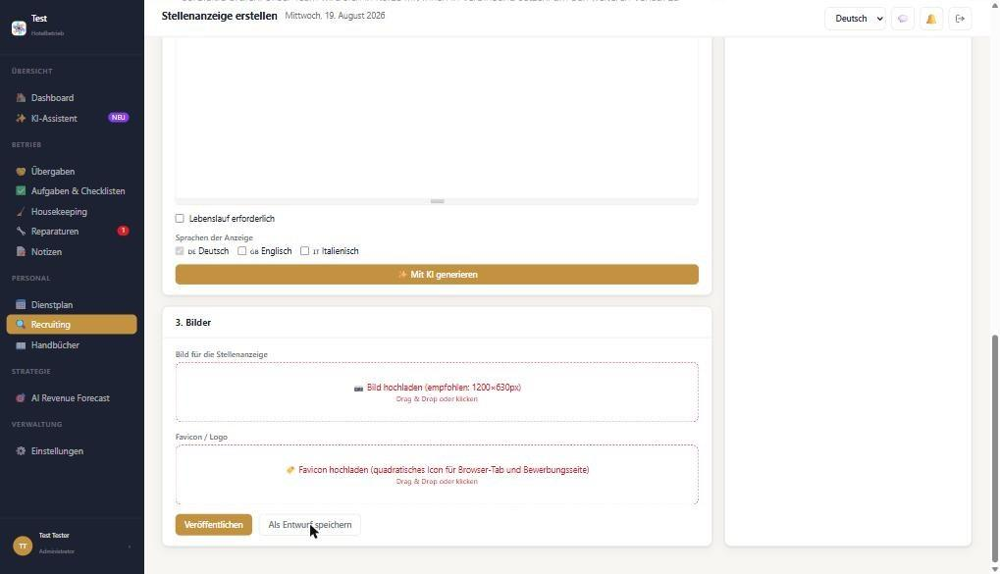 Test
Hotelbetrieb
ÜBERSICHT
Dashboard
KI-Assistent NEU
BETRIEB
Übergaben
Aufgaben & Checklisten
Housekeeping
Reparaturen 1
Notizen
PERSONAL
Dienstplan
Recruiting
Handbücher
STRATEGIE
AI Revenue Forecast
VERWALTUNG
Einstellungen
TT
Test Tester
Administrator
Stellenanzeige erstellen Mittwoch, 19. August 2026
Deutsch
Lebenslauf erforderlich
Sprachen der Anzeige
DE Deutsch GB Englisch IT Italienisch
Mit KI generieren
3. Bilder
Bild für die Stellenanzeige
Bild hochladen (empfohlen: 1200×630px)
Drag & Drop oder klicken
Favicon / Logo
Favicon hochladen (quadratisches Icon für Browser-Tab und Bewerbungsseite)
Drag & Drop oder klicken
Veröffentlichen Als Entwurf speichern